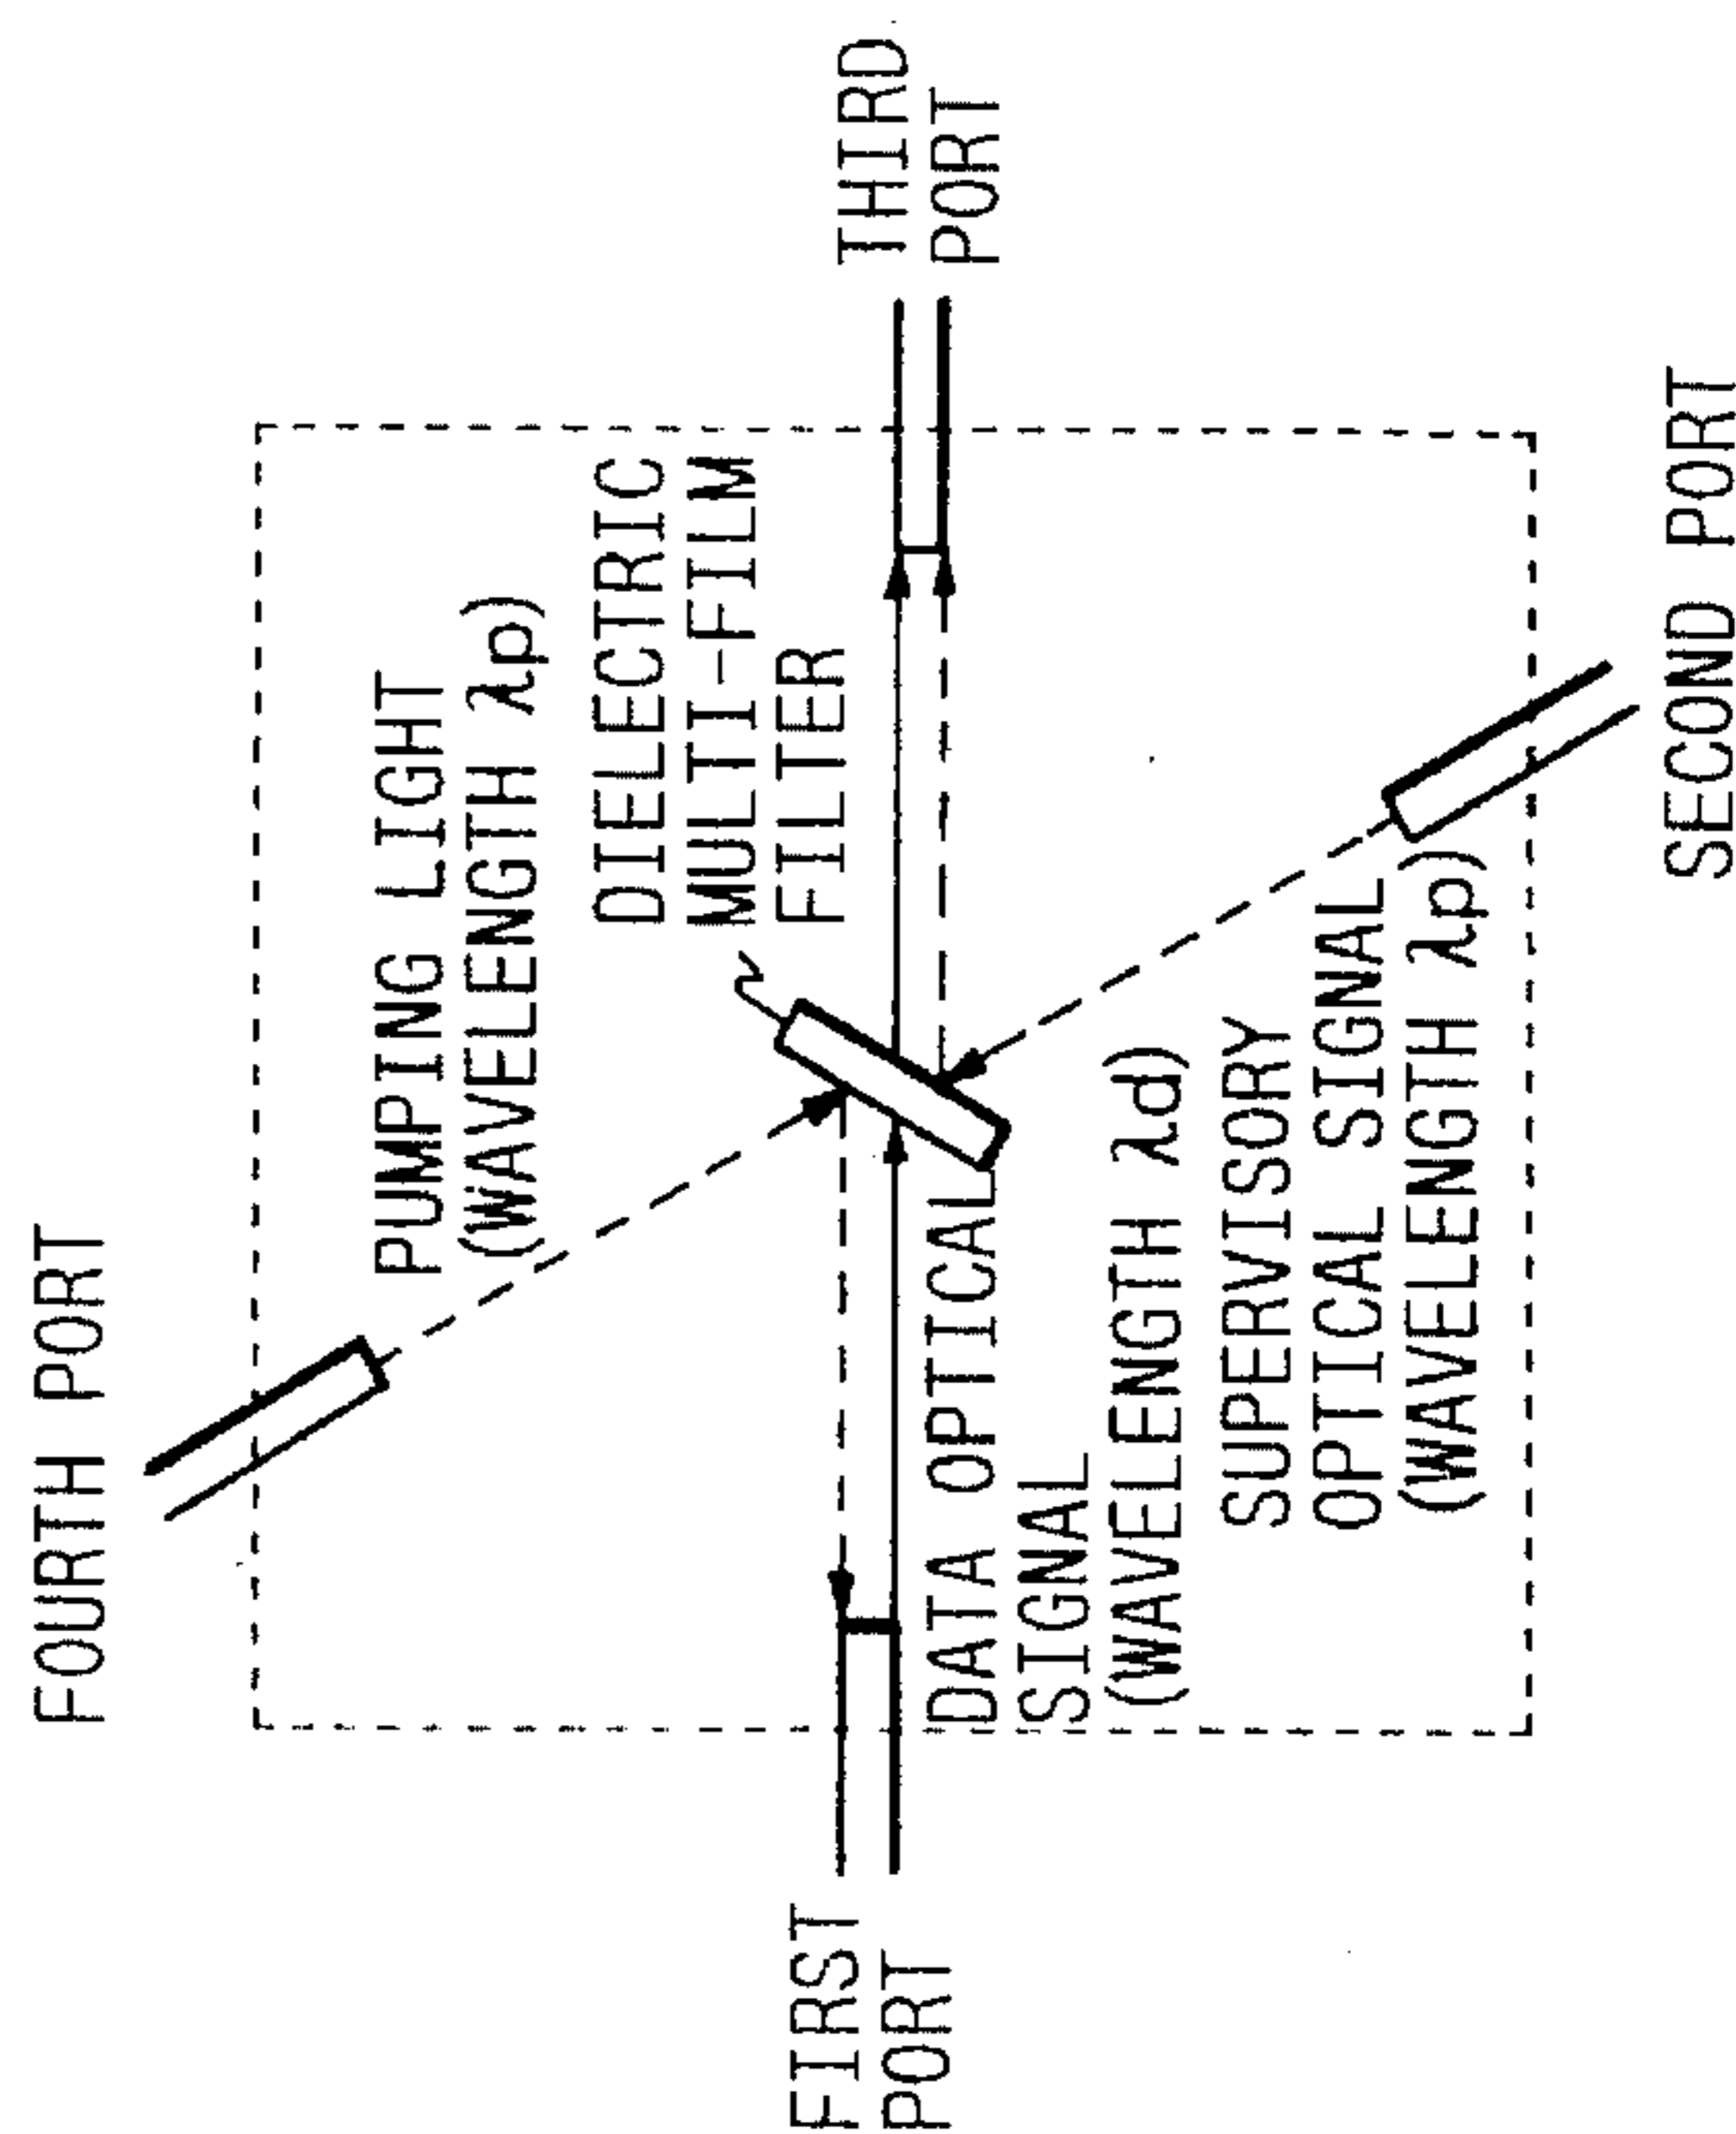 FOURTH PORT
PUMPING LIGHT
(WAVELENGTH λp)
DIELECTRIC
MULTI-FILM
FILTER
FIRST
PORT
THIRD
PORT
DATA OPTICAL
SIGNAL
(WAVELENGTH λd)
SUPERVISORY
OPTICAL SIGNAL
(WAVELENGTH λp)
SECOND PORT